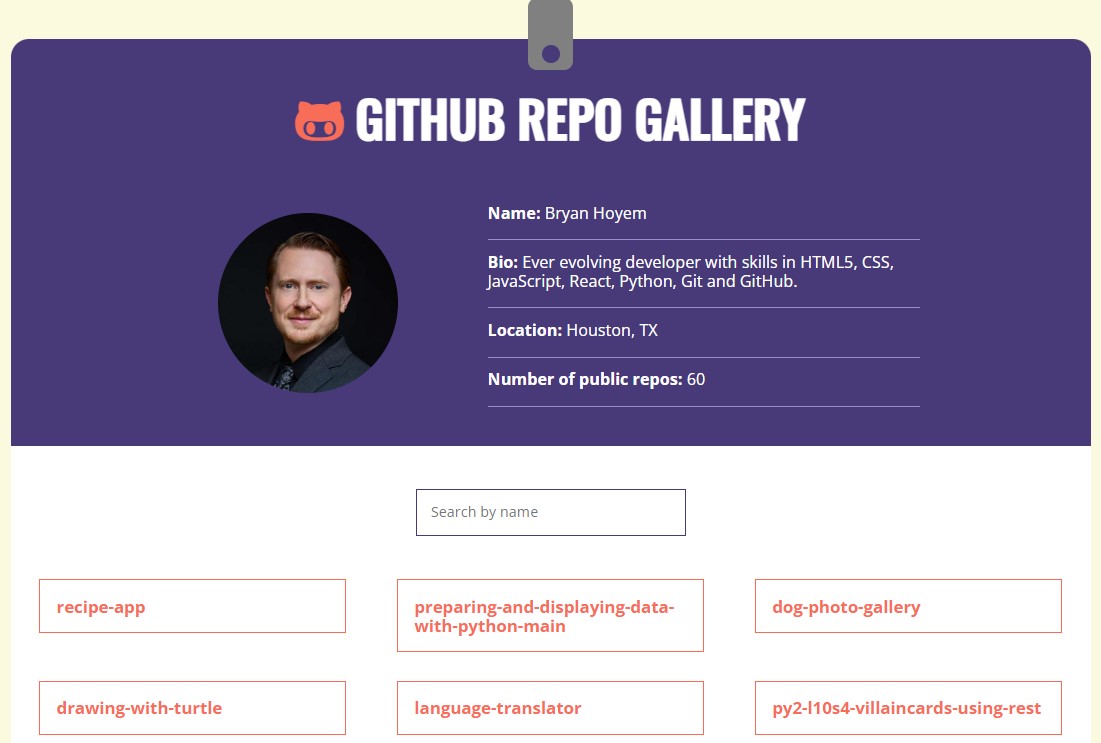 GITHUB REPO GALLERY
Name: Bryan Hoyem
Bio: Ever evolving developer with skills in HTML5, CSS,
JavaScript, React, Python, Git and GitHub.
Location: Houston, TX
Number of public repos: 60
Search by name
recipe-app
preparing-and-displaying-data-
with-python-main
dog-photo-gallery
drawing-with-turtle
language-translator
py2-l10s4-villaincards-using-rest